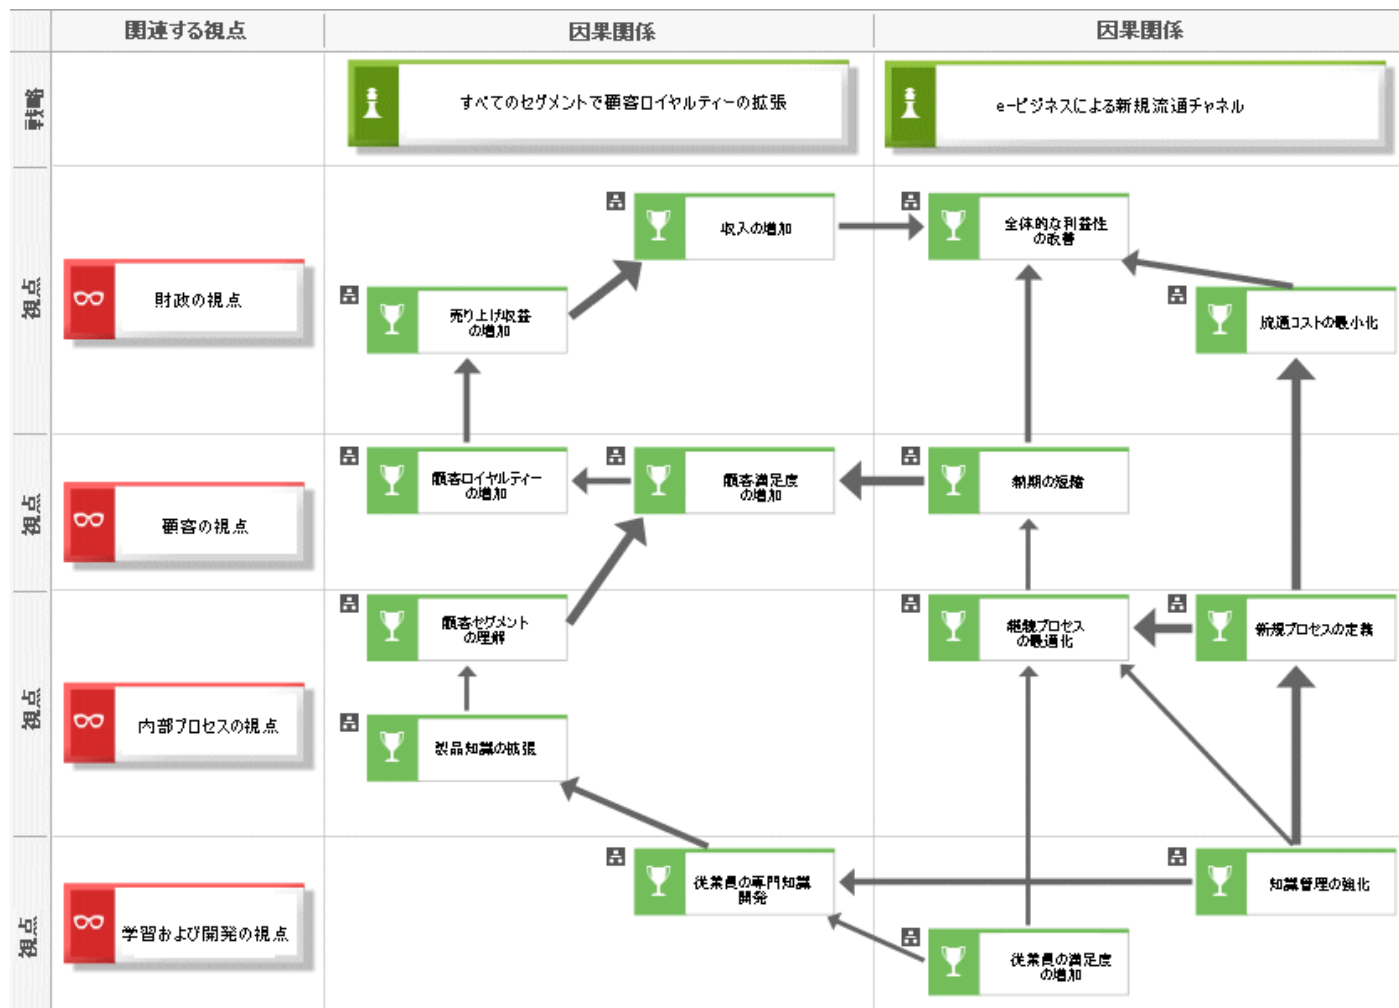 関連する視点
因果関係
因果関係
戦略
すべてのセグメントで顧客ロイヤルティーの拡張
e-ビジネスによる新規流通チャネル
視点
財政の視点
収入の増加
全体的な利益性
の改善
売り上げ収益
の増加
流通コストの最小化
視点
顧客の視点
顧客ロイヤルティー
の増加
顧客満足度
の増加
納期の短縮
視点
内部プロセスの視点
顧客セグメント
の理解
継続プロセス
の最適化
新規プロセスの定義
製品知識の拡張
視点
学習および開発の視点
従業員の専門知識
開発
知識管理の強化
従業員の満足度
の増加